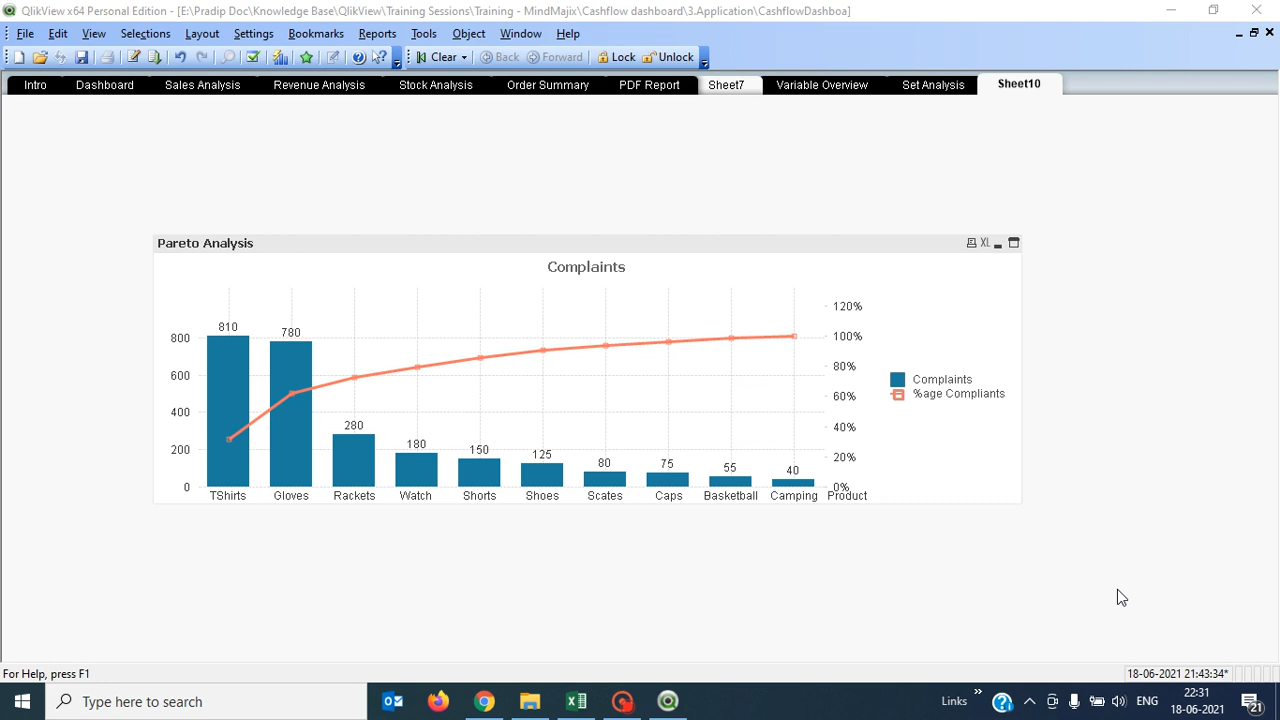 QlikView x64 Personal Edition - [E:\Pradip Doc\Knowledge Base\QlikView\Training Sessions\Training - MindMajix\Cashflow dashboard\3.Application\CashflowDashboa]
File Edit View Selections Layout Settings Bookmarks Reports Tools Object Window Help
Clear Back Forward Lock Unlock
Intro Dashboard Sales Analysis Revenue Analysis Stock Analysis Order Summary PDF Report Sheet7 Variable Overview Set Analysis Sheet10
Pareto Analysis XL
Complaints
120%
810
800 780 100%
600 80%
Complaints
400 60% %age Compliants
280 40%
200 180 150 125 80 75 55 40 20%
0 0%
TShirts Gloves Rackets Watch Shorts Shoes Scates Caps Basketball Camping Product
For Help, press F1 18-06-2021 21:43:34*
Type here to search Links » ENG 22:31
18-06-2021 21